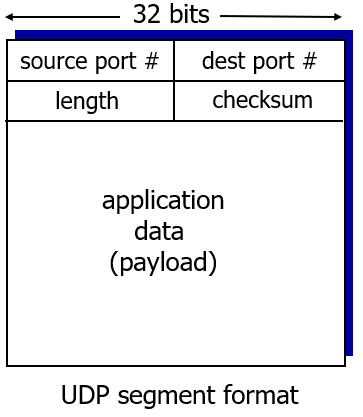 32 bits
source port # dest port #
length checksum
application
data
(payload)
UDP segment format